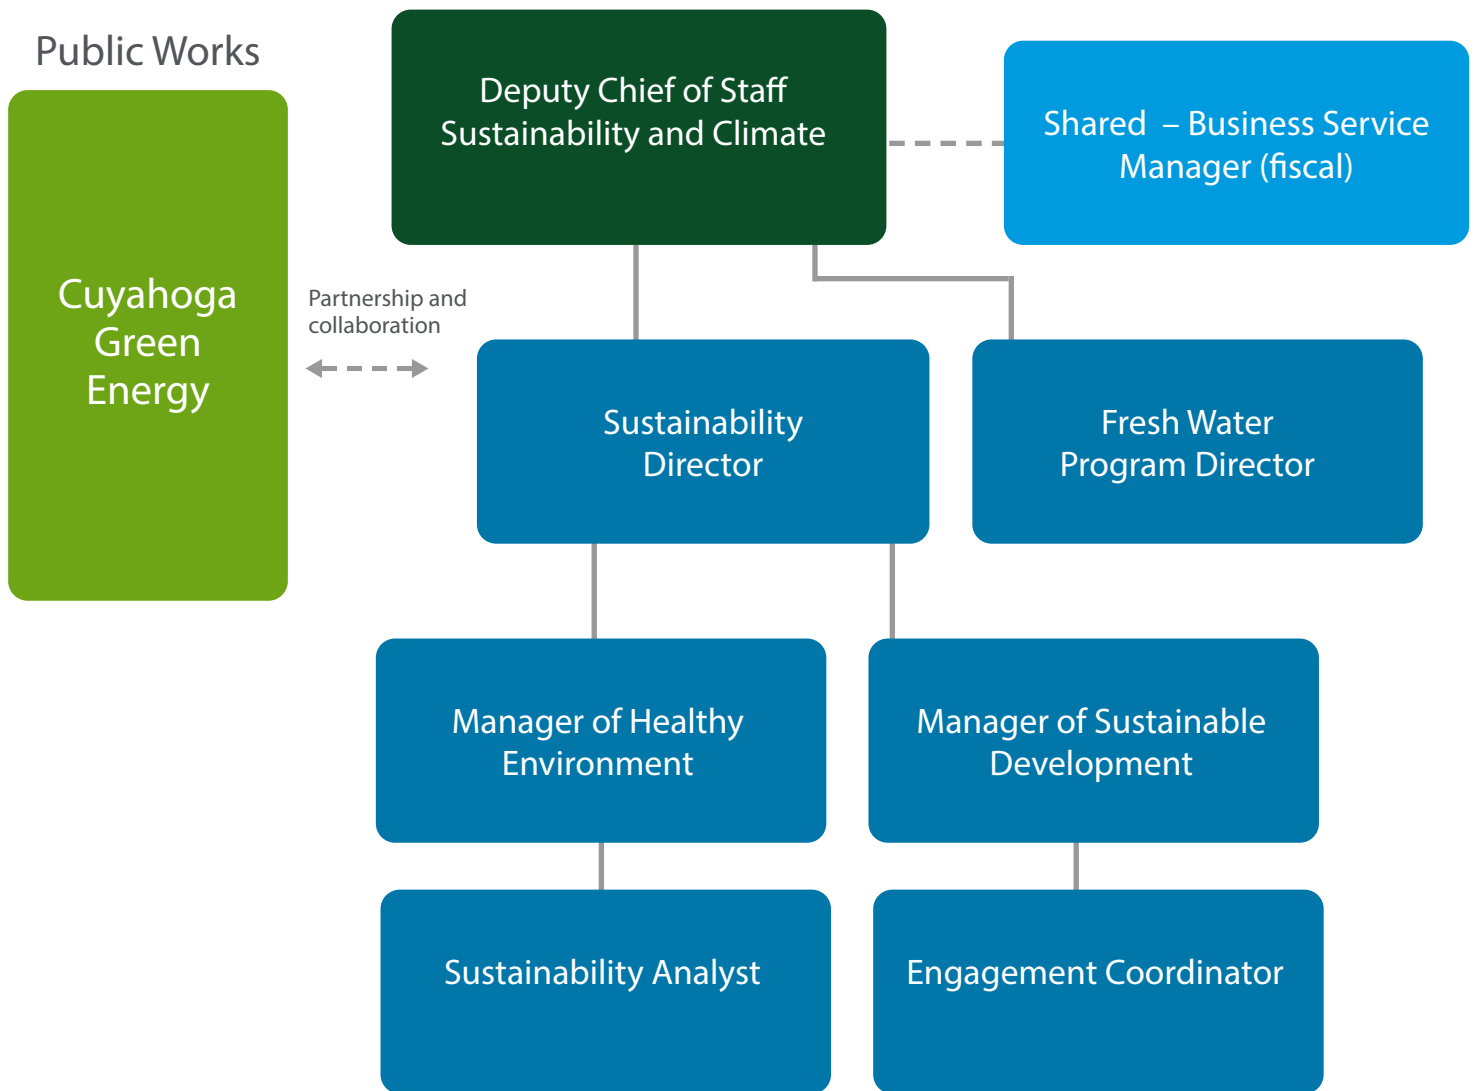 Public Works
Cuyahoga
Green
Energy
Partnership and
collaboration
Deputy Chief of Staff
Sustainability and Climate
Shared – Business Service
Manager (fiscal)
Sustainability
Director
Fresh Water
Program Director
Manager of Healthy
Environment
Manager of Sustainable
Development
Sustainability Analyst
Engagement Coordinator